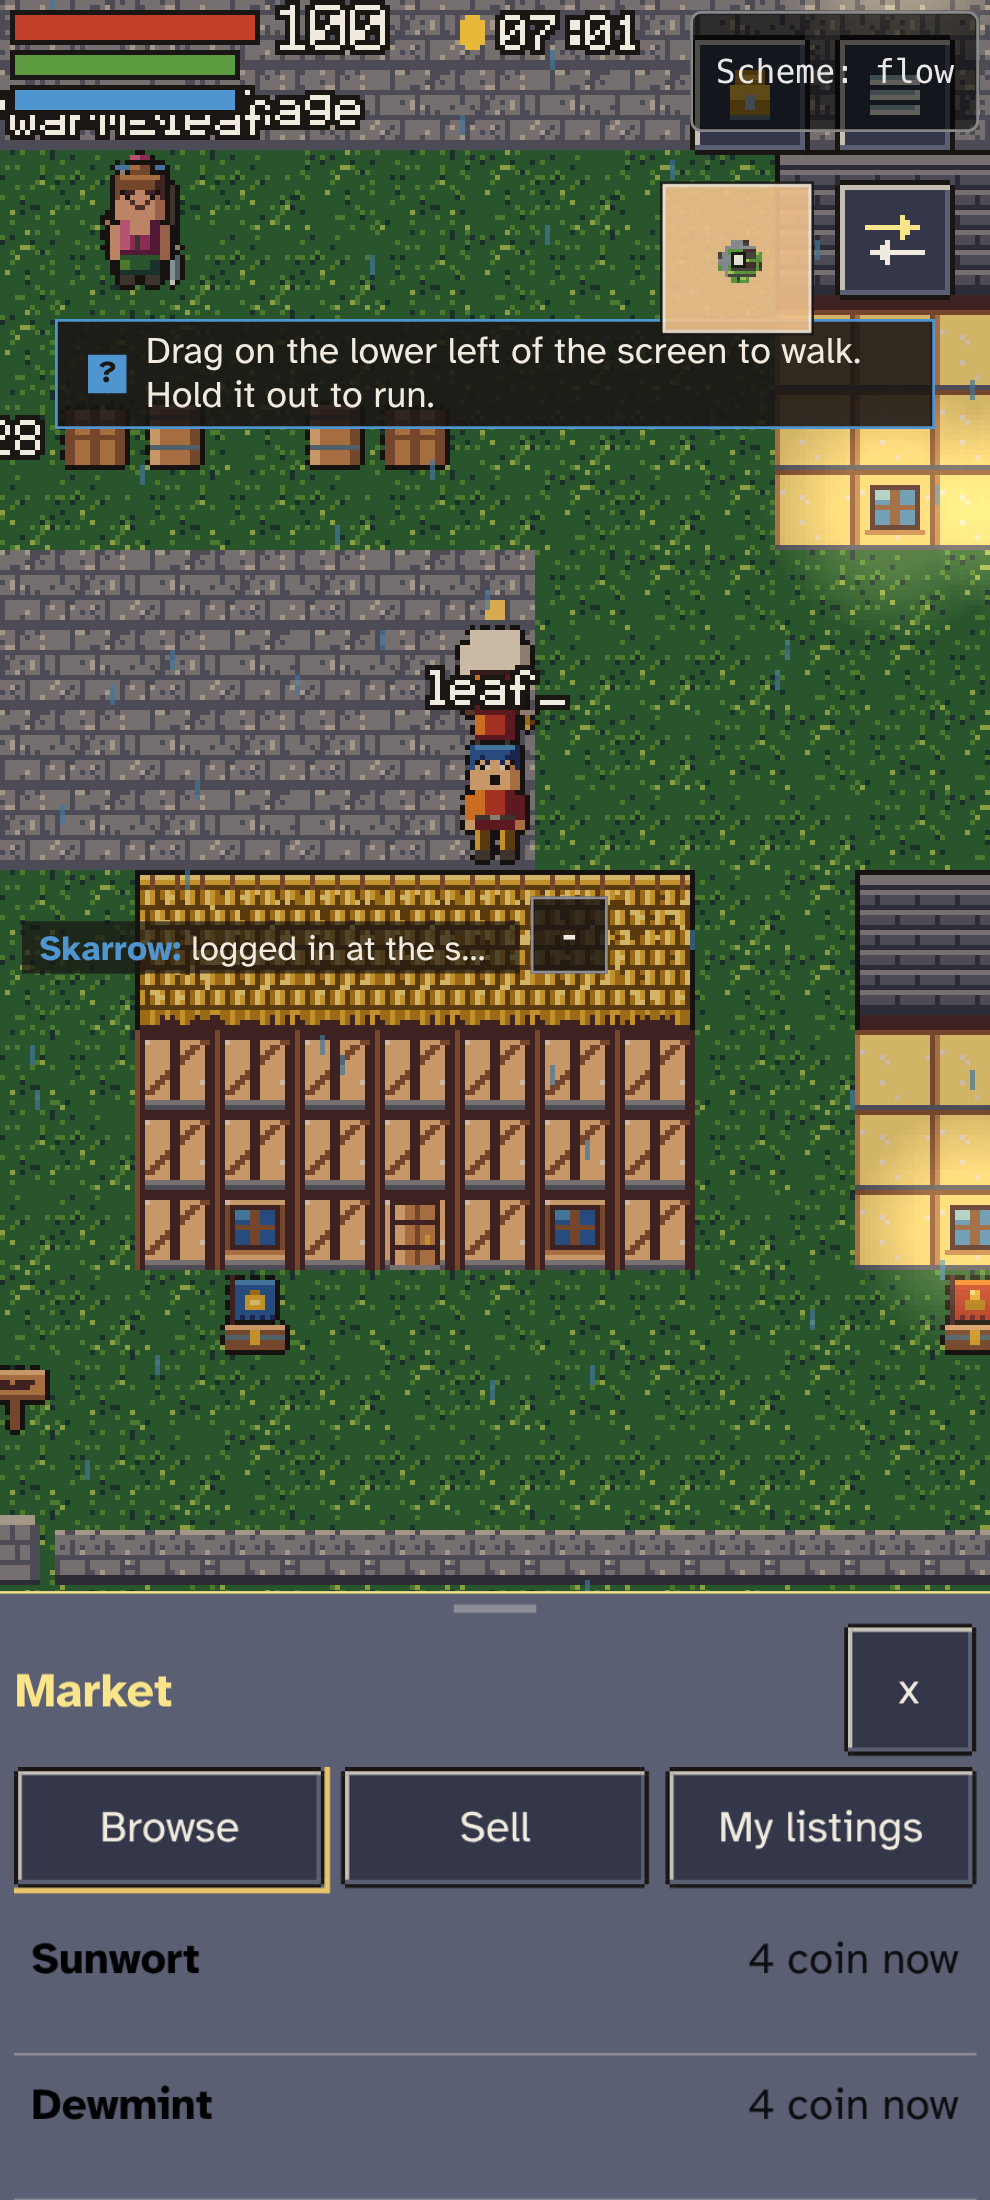 100
07:01
Scheme: flow
?
Drag on the lower left of the screen to walk.
Hold it out to run.
28
leaf_
Skarrow: logged in at the s...
-
Market
x
Browse
Sell
My listings
Sunwort
4 coin now
Dewmint
4 coin now